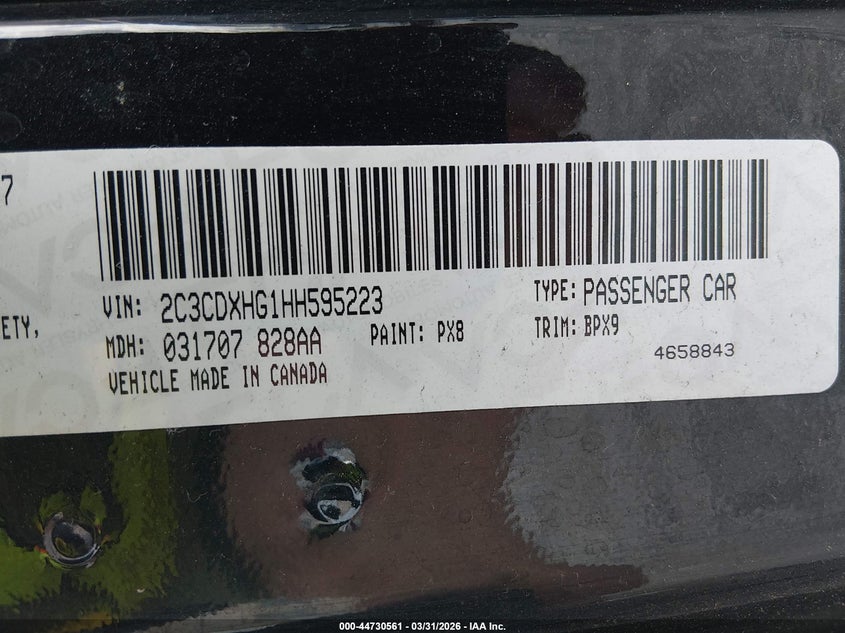 7
VIN: 2C3CDXHG1HH595223 TYPE: PASSENGER CAR
ETY,
MDH: 031707 828AA PAINT: PX8 TRIM: BPX9
4658843
VEHICLE MADE IN CANADA
000-44730561 - 03/31/2026 - IAA Inc.